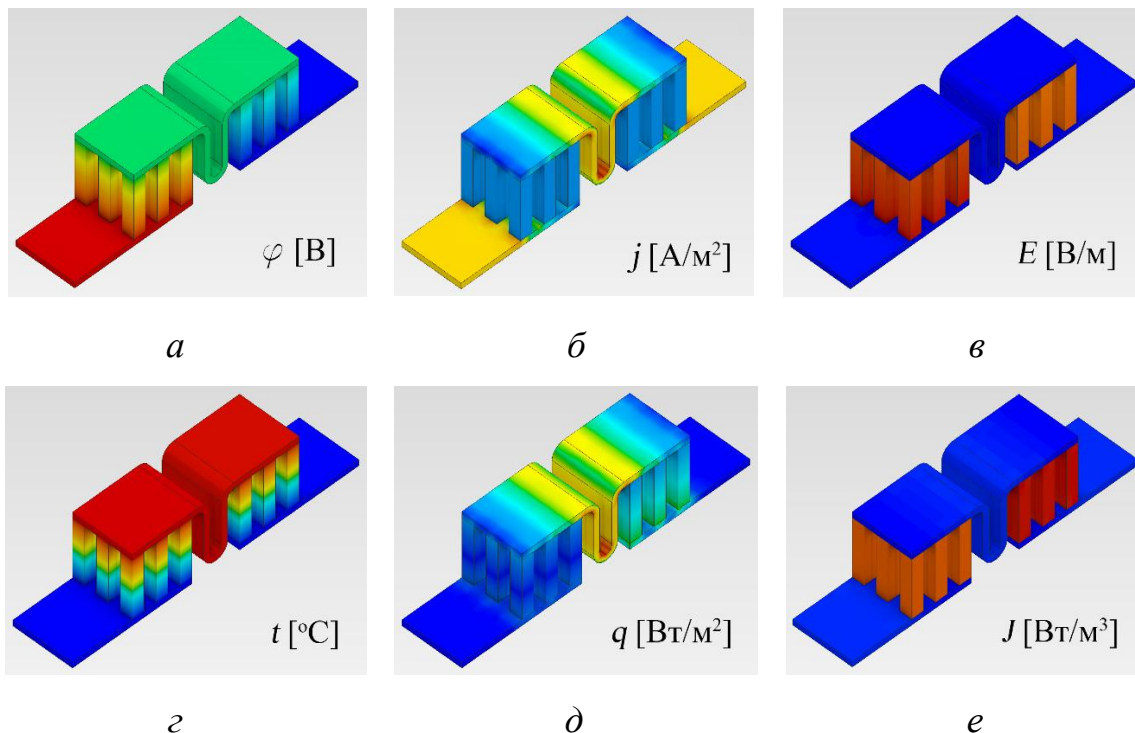 φ [В]
j [А/м²]
E [В/м]
а
б
в
t [°C]
q [Вт/м²]
J [Вт/м³]
г
д
е